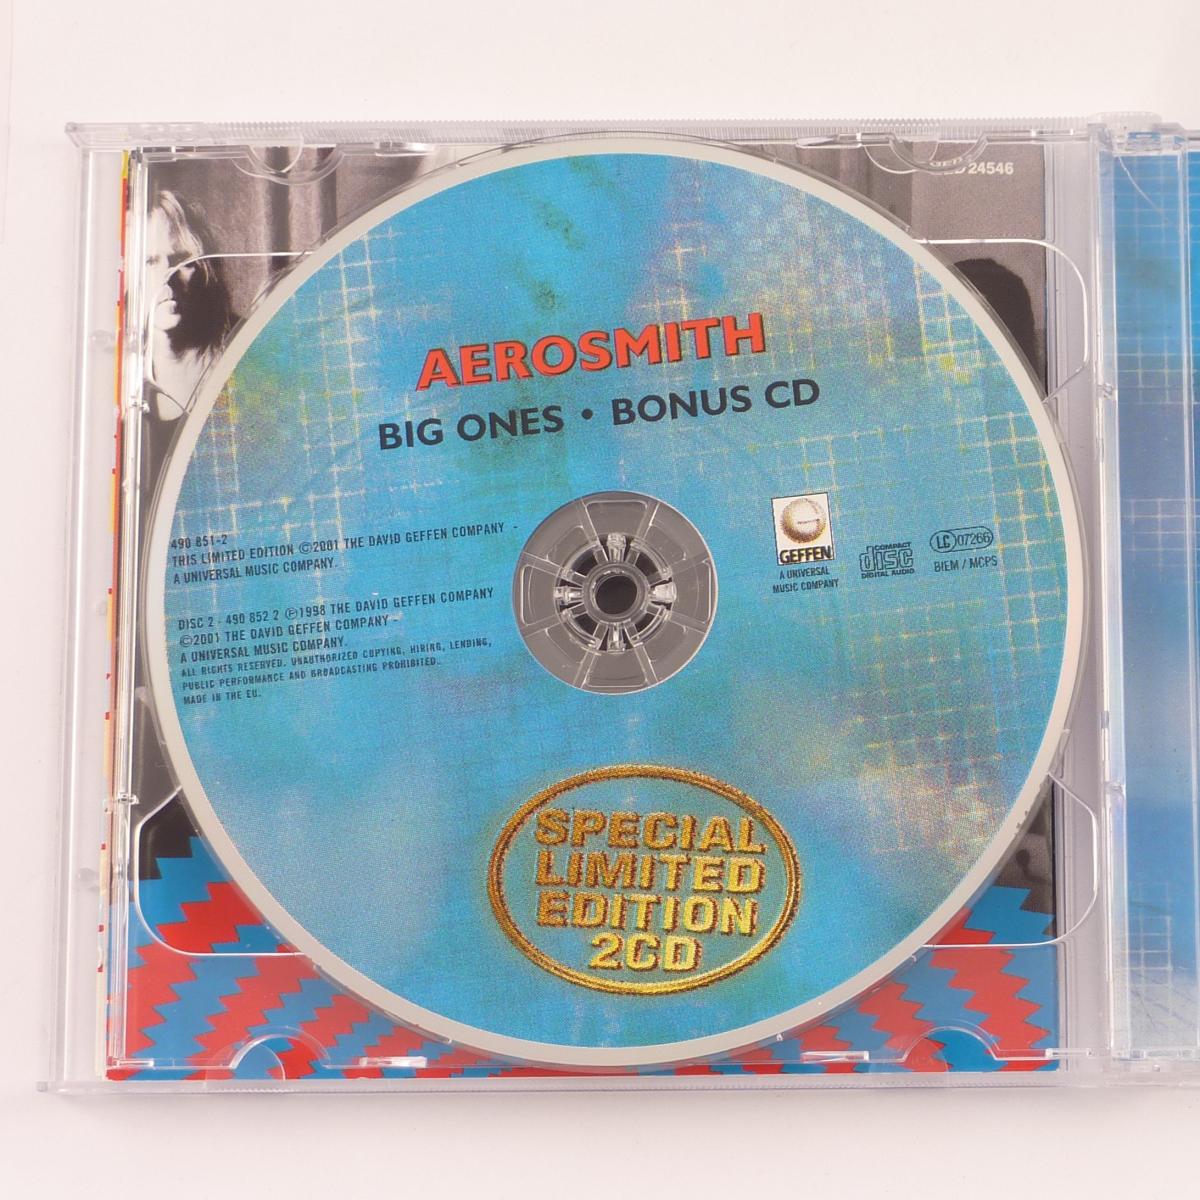 24546
AEROSMITH
BIG ONES • BONUS CD
490 851-2
THIS LIMITED EDITION ©2001 THE DAVID GEFFEN COMPANY -
A UNIVERSAL MUSIC COMPANY.
DISC 2 - 490 852 2 ℗1998 THE DAVID GEFFEN COMPANY
©2001 THE DAVID GEFFEN COMPANY -
A UNIVERSAL MUSIC COMPANY.
ALL RIGHTS RESERVED. UNAUTHORIZED COPYING, HIRING, LENDING,
PUBLIC PERFORMANCE AND BROADCASTING PROHIBITED.
MADE IN THE EU.
GEFFEN
A UNIVERSAL
MUSIC COMPANY
COMPACT
disc
DIGITAL AUDIO
LC 07266
BIEM / MCPS
SPECIAL
LIMITED
EDITION
2CD